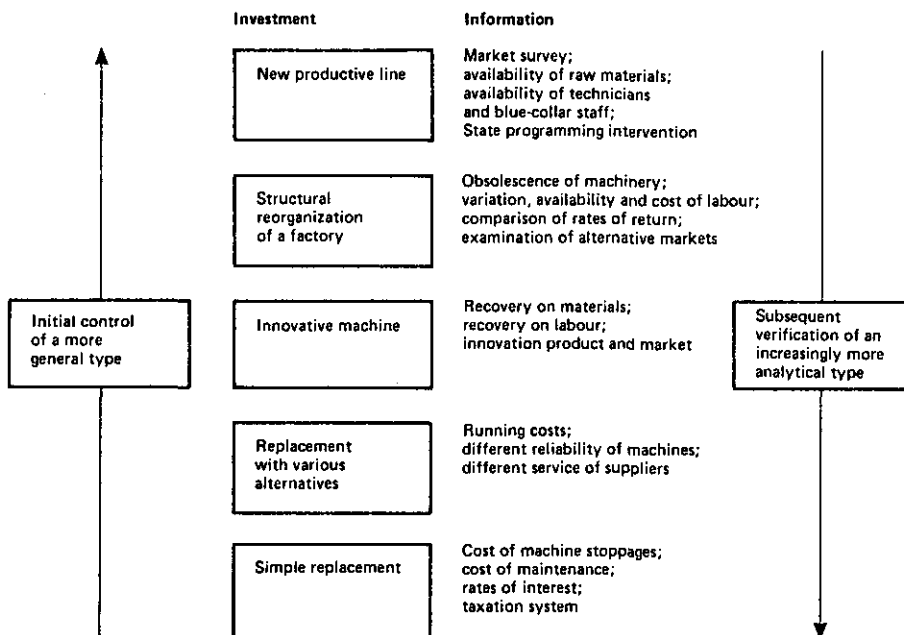 Investment
Information
New productive line
Market survey;
availability of raw materials;
availability of technicians
and blue-collar staff;
State programming intervention
Structural
reorganization
of a factory
Obsolescence of machinery;
variation, availability and cost of labour;
comparison of rates of return;
examination of alternative markets
Initial control
of a more
general type
Innovative machine
Recovery on materials;
recovery on labour;
innovation product and market
Subsequent
verification of an
increasingly more
analytical type
Replacement
with various
alternatives
Running costs;
different reliability of machines;
different service of suppliers
Simple replacement
Cost of machine stoppages;
cost of maintenance;
rates of interest;
taxation system